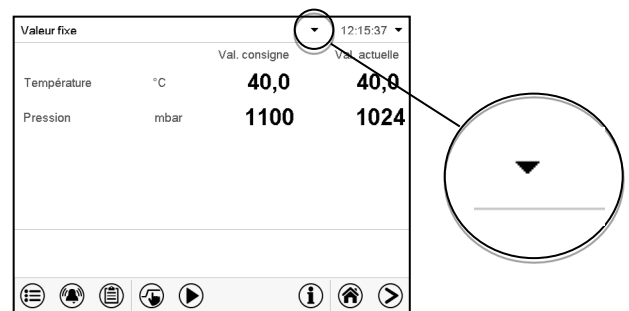 Valeur fixe 12:15:37
Val. consigne Val. actuelle
Température °C 40,0 40,0
Pression mbar 1100 1024